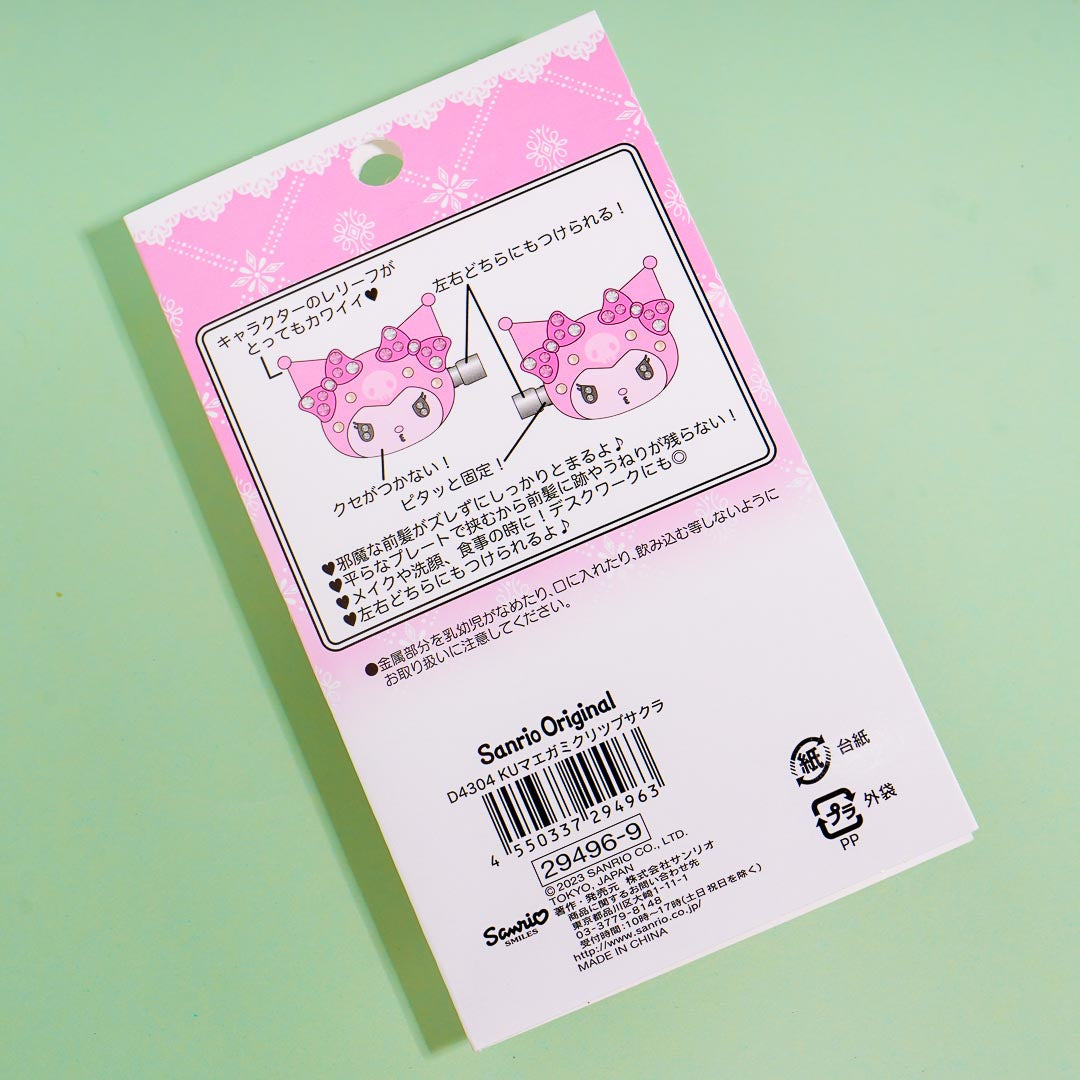 キャラクターのレリーフが
とってもカワイイ♥
左右どちらにもつけられる!
クセがつかない!
ピタッと固定!
♥邪魔な前髪がズレずにしっかりとまるよ♪
♥平らなプレートで挟むから前髪に跡やうねりが残らない!
♥メイクや洗顔、食事の時に!デスクワークにも◎
♥左右どちらにもつけられるよ♪
●金属部分を乳幼児がなめたり、口に入れたり、飲み込む等しないように
お取り扱いに注意してください。
Sanrio Original
D4304 KUマエガミクリツプサクラ
4 550337 294963
29496-9
©2023 SANRIO CO., LTD.
TOKYO, JAPAN
著作・発売元 株式会社サンリオ
商品に関するお問い合わせ先
東京都品川区大崎1-11-1
03-3779-8148
受付時間:10時~17時(土日祝日を除く)
http://www.sanrio.co.jp/
MADE IN CHINA
Sanrio
SMILES
紙 台紙
プラ 外袋
PP